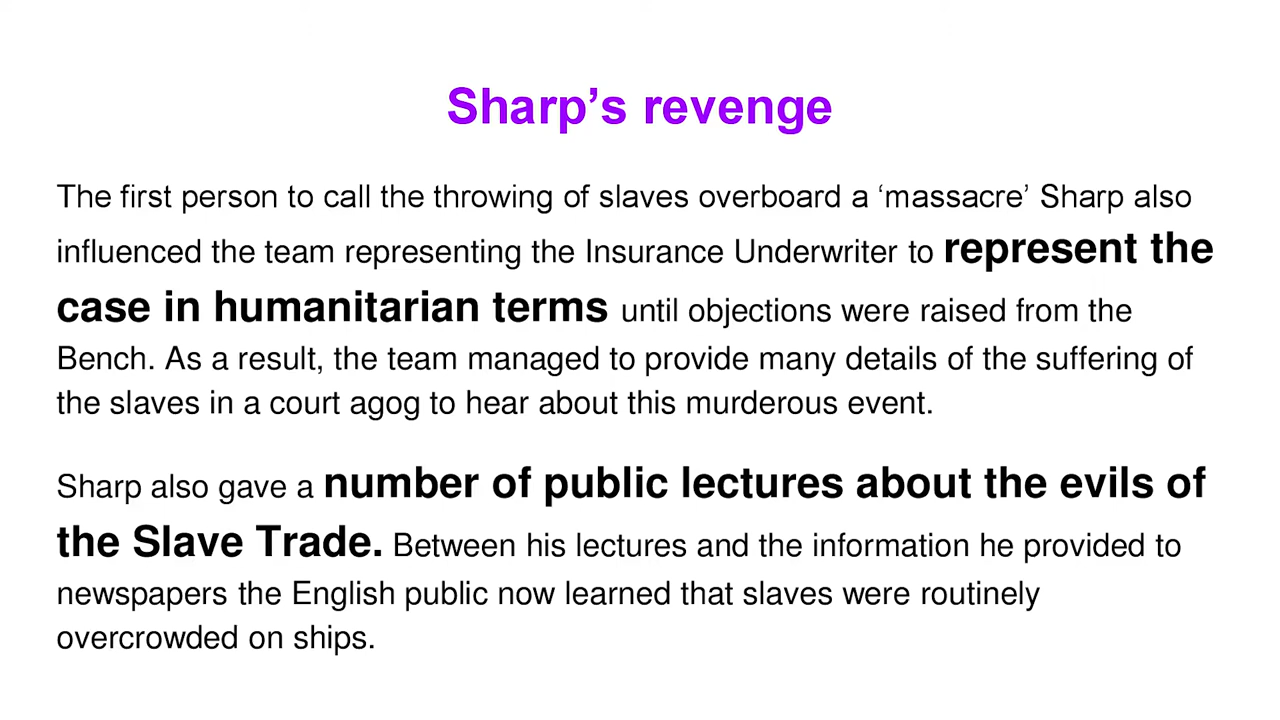 Sharp’s revenge
The first person to call the throwing of slaves overboard a ‘massacre’ Sharp also
influenced the team representing the Insurance Underwriter to represent the
case in humanitarian terms until objections were raised from the
Bench. As a result, the team managed to provide many details of the suffering of
the slaves in a court agog to hear about this murderous event.
Sharp also gave a number of public lectures about the evils of
the Slave Trade. Between his lectures and the information he provided to
newspapers the English public now learned that slaves were routinely
overcrowded on ships.